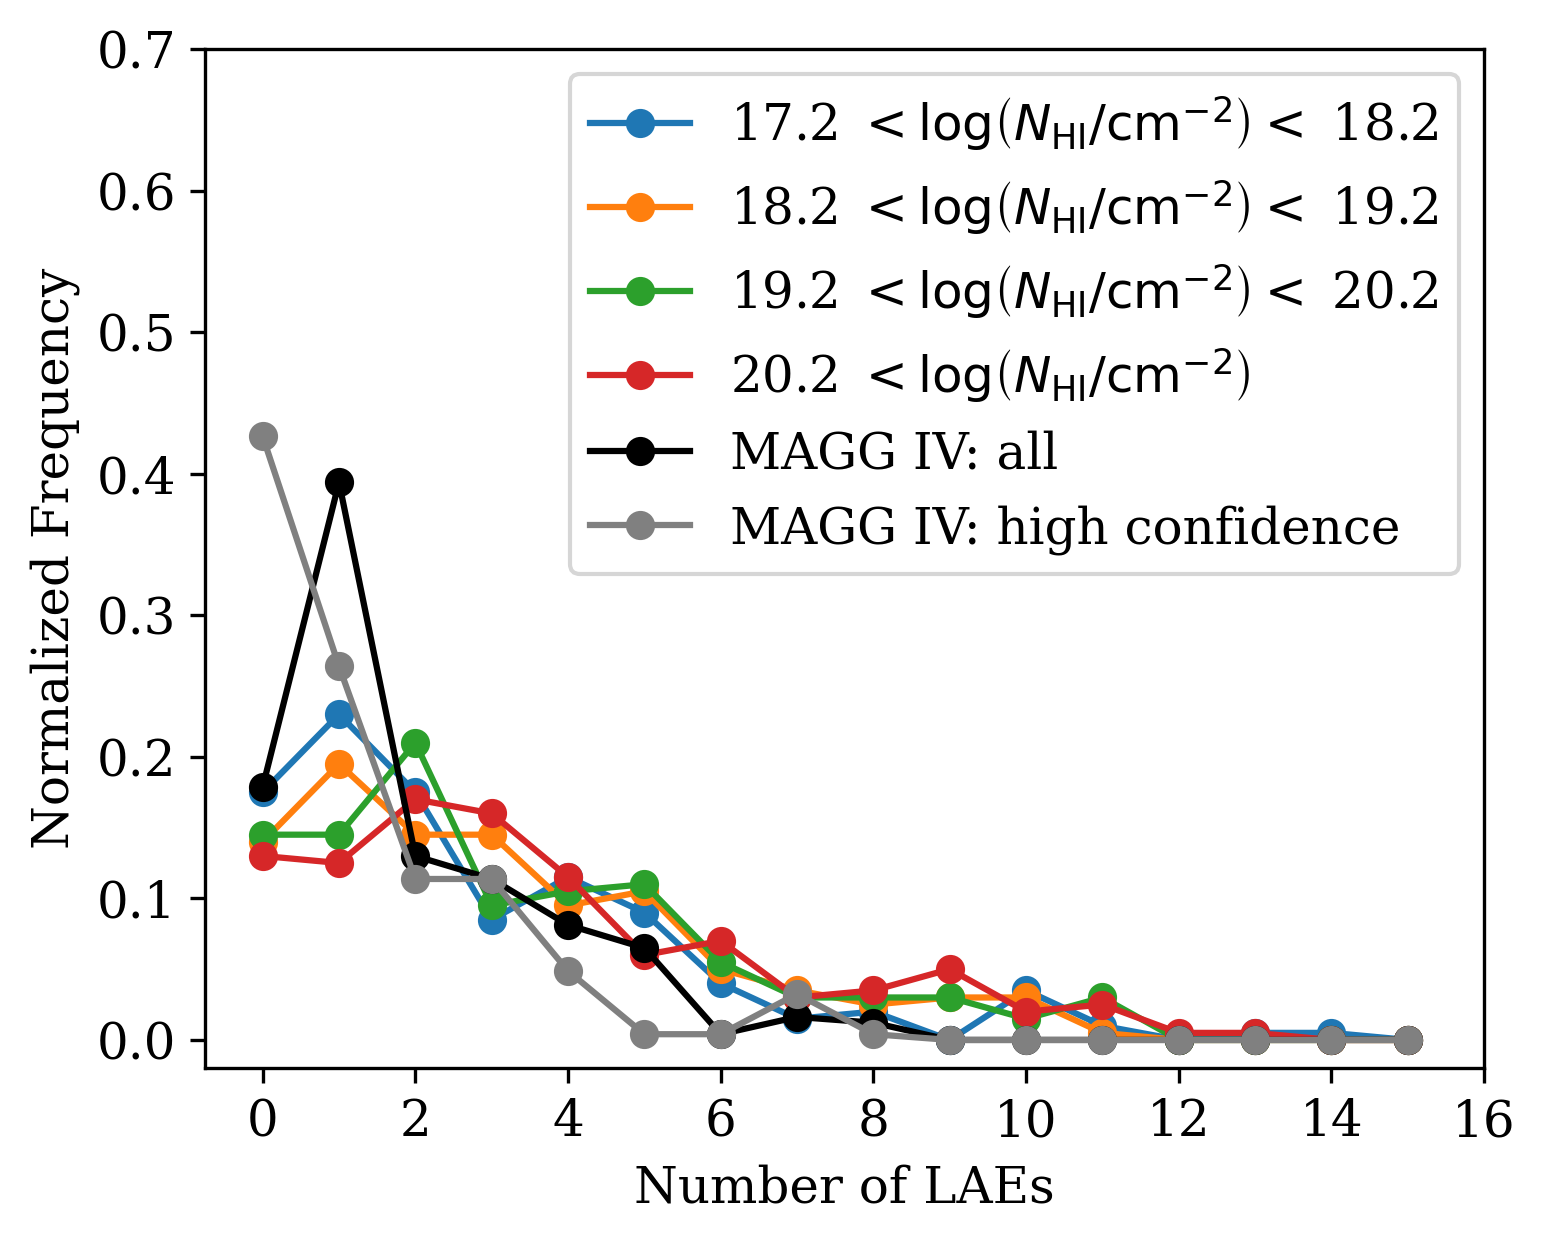 0.7
0.6
0.5
0.4
0.3
0.2
0.1
0.0
Normalized Frequency
17.2 < log(N_HI/cm⁻²) < 18.2
18.2 < log(N_HI/cm⁻²) < 19.2
19.2 < log(N_HI/cm⁻²) < 20.2
20.2 < log(N_HI/cm⁻²)
MAGG IV: all
MAGG IV: high confidence
0 2 4 6 8 10 12 14 16
Number of LAEs